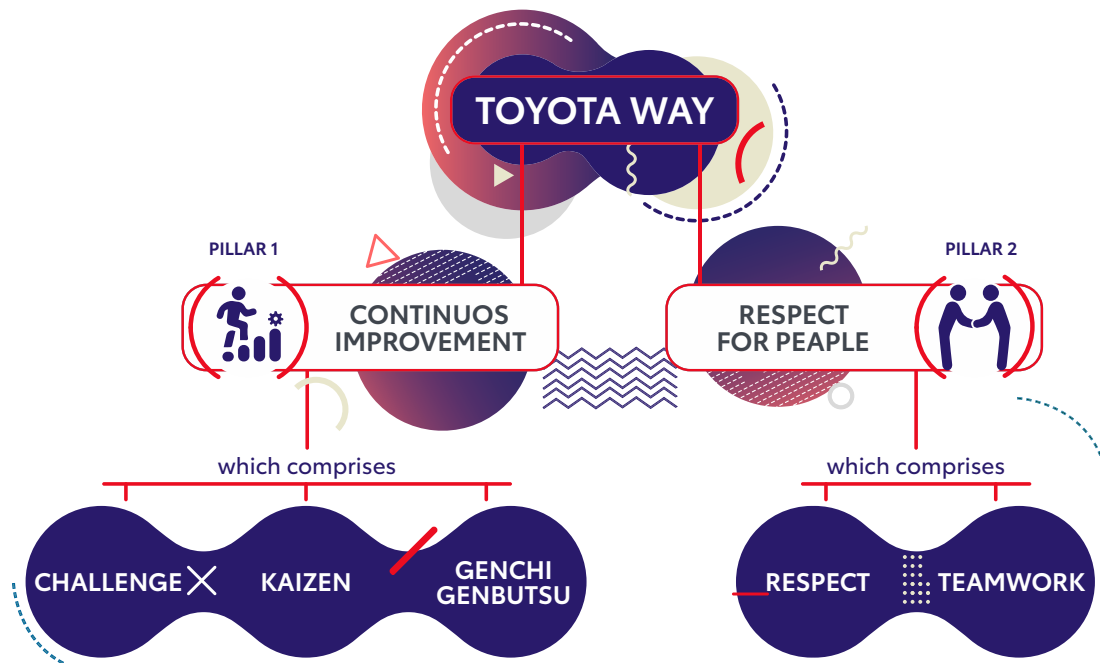 TOYOTA WAY
PILLAR 1
PILLAR 2
CONTINUOS
IMPROVEMENT
RESPECT
FOR PEAPLE
which comprises
which comprises
CHALLENGE
KAIZEN
GENCHI
GENBUTSU
RESPECT
TEAMWORK